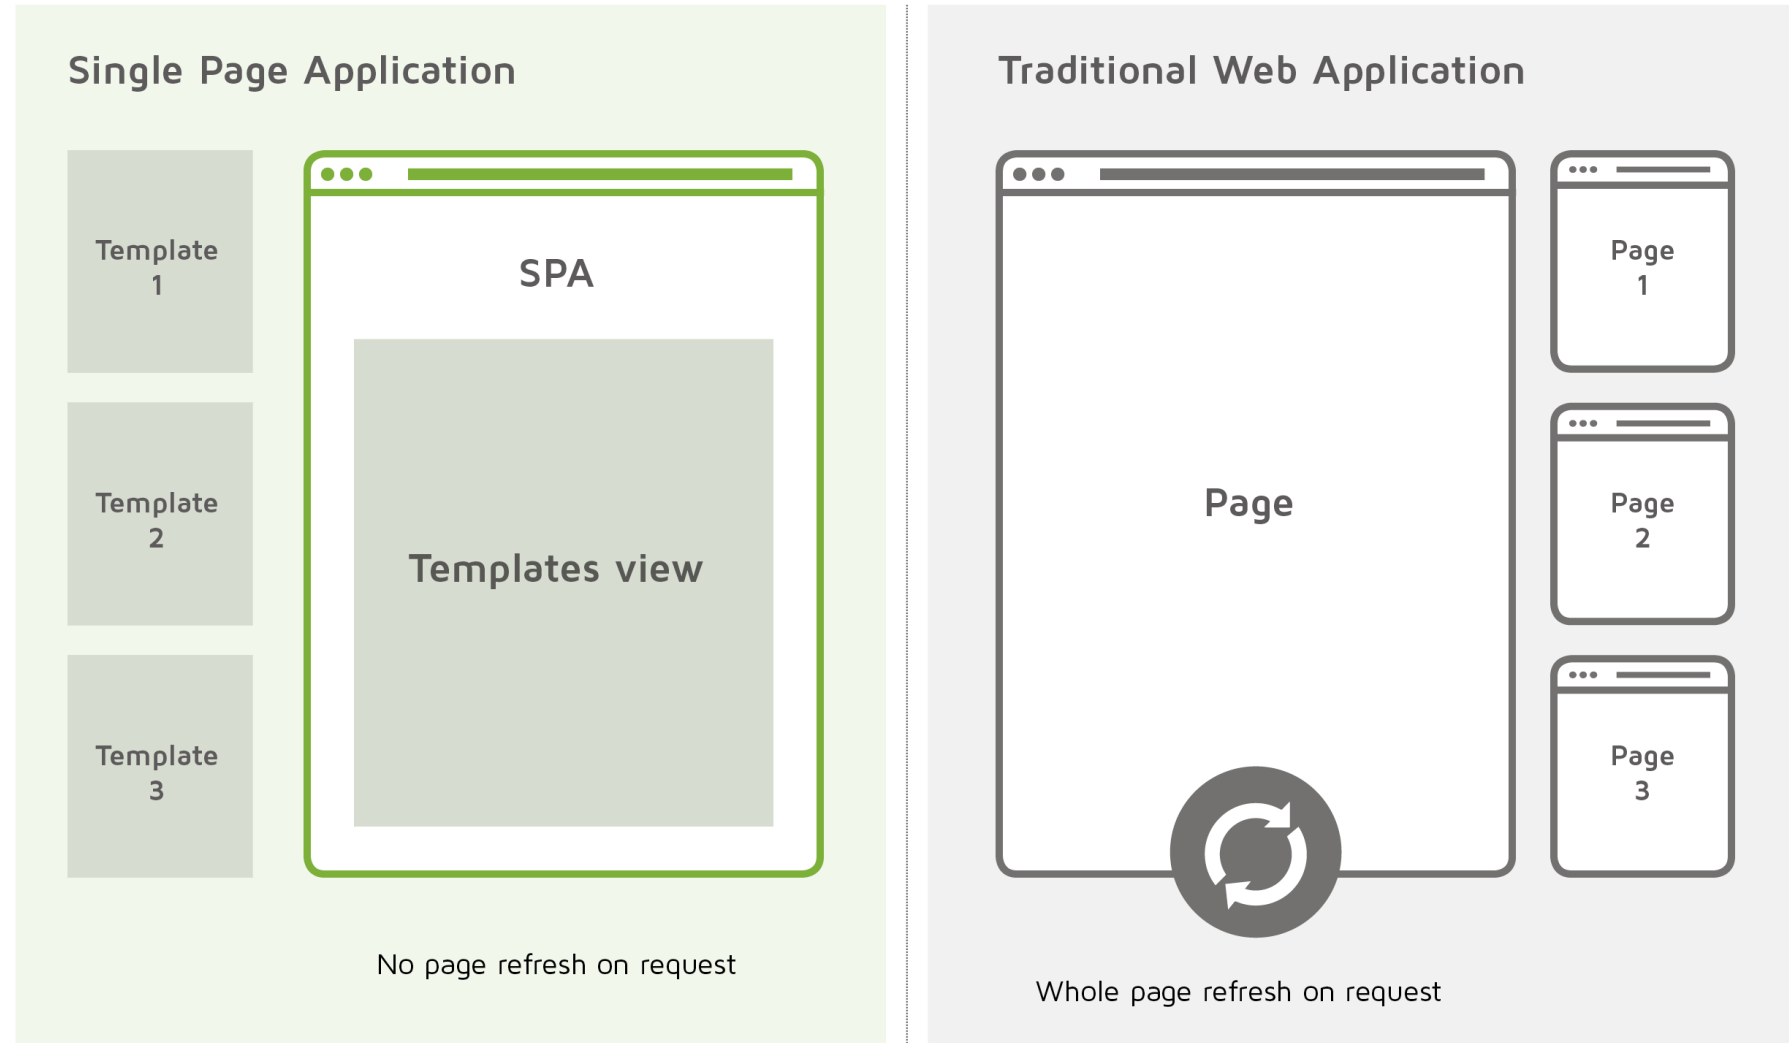 Single Page Application
Template
1
Template
2
Template
3
SPA
Templates view
No page refresh on request
Traditional Web Application
Page
Page
1
Page
2
Page
3
Whole page refresh on request